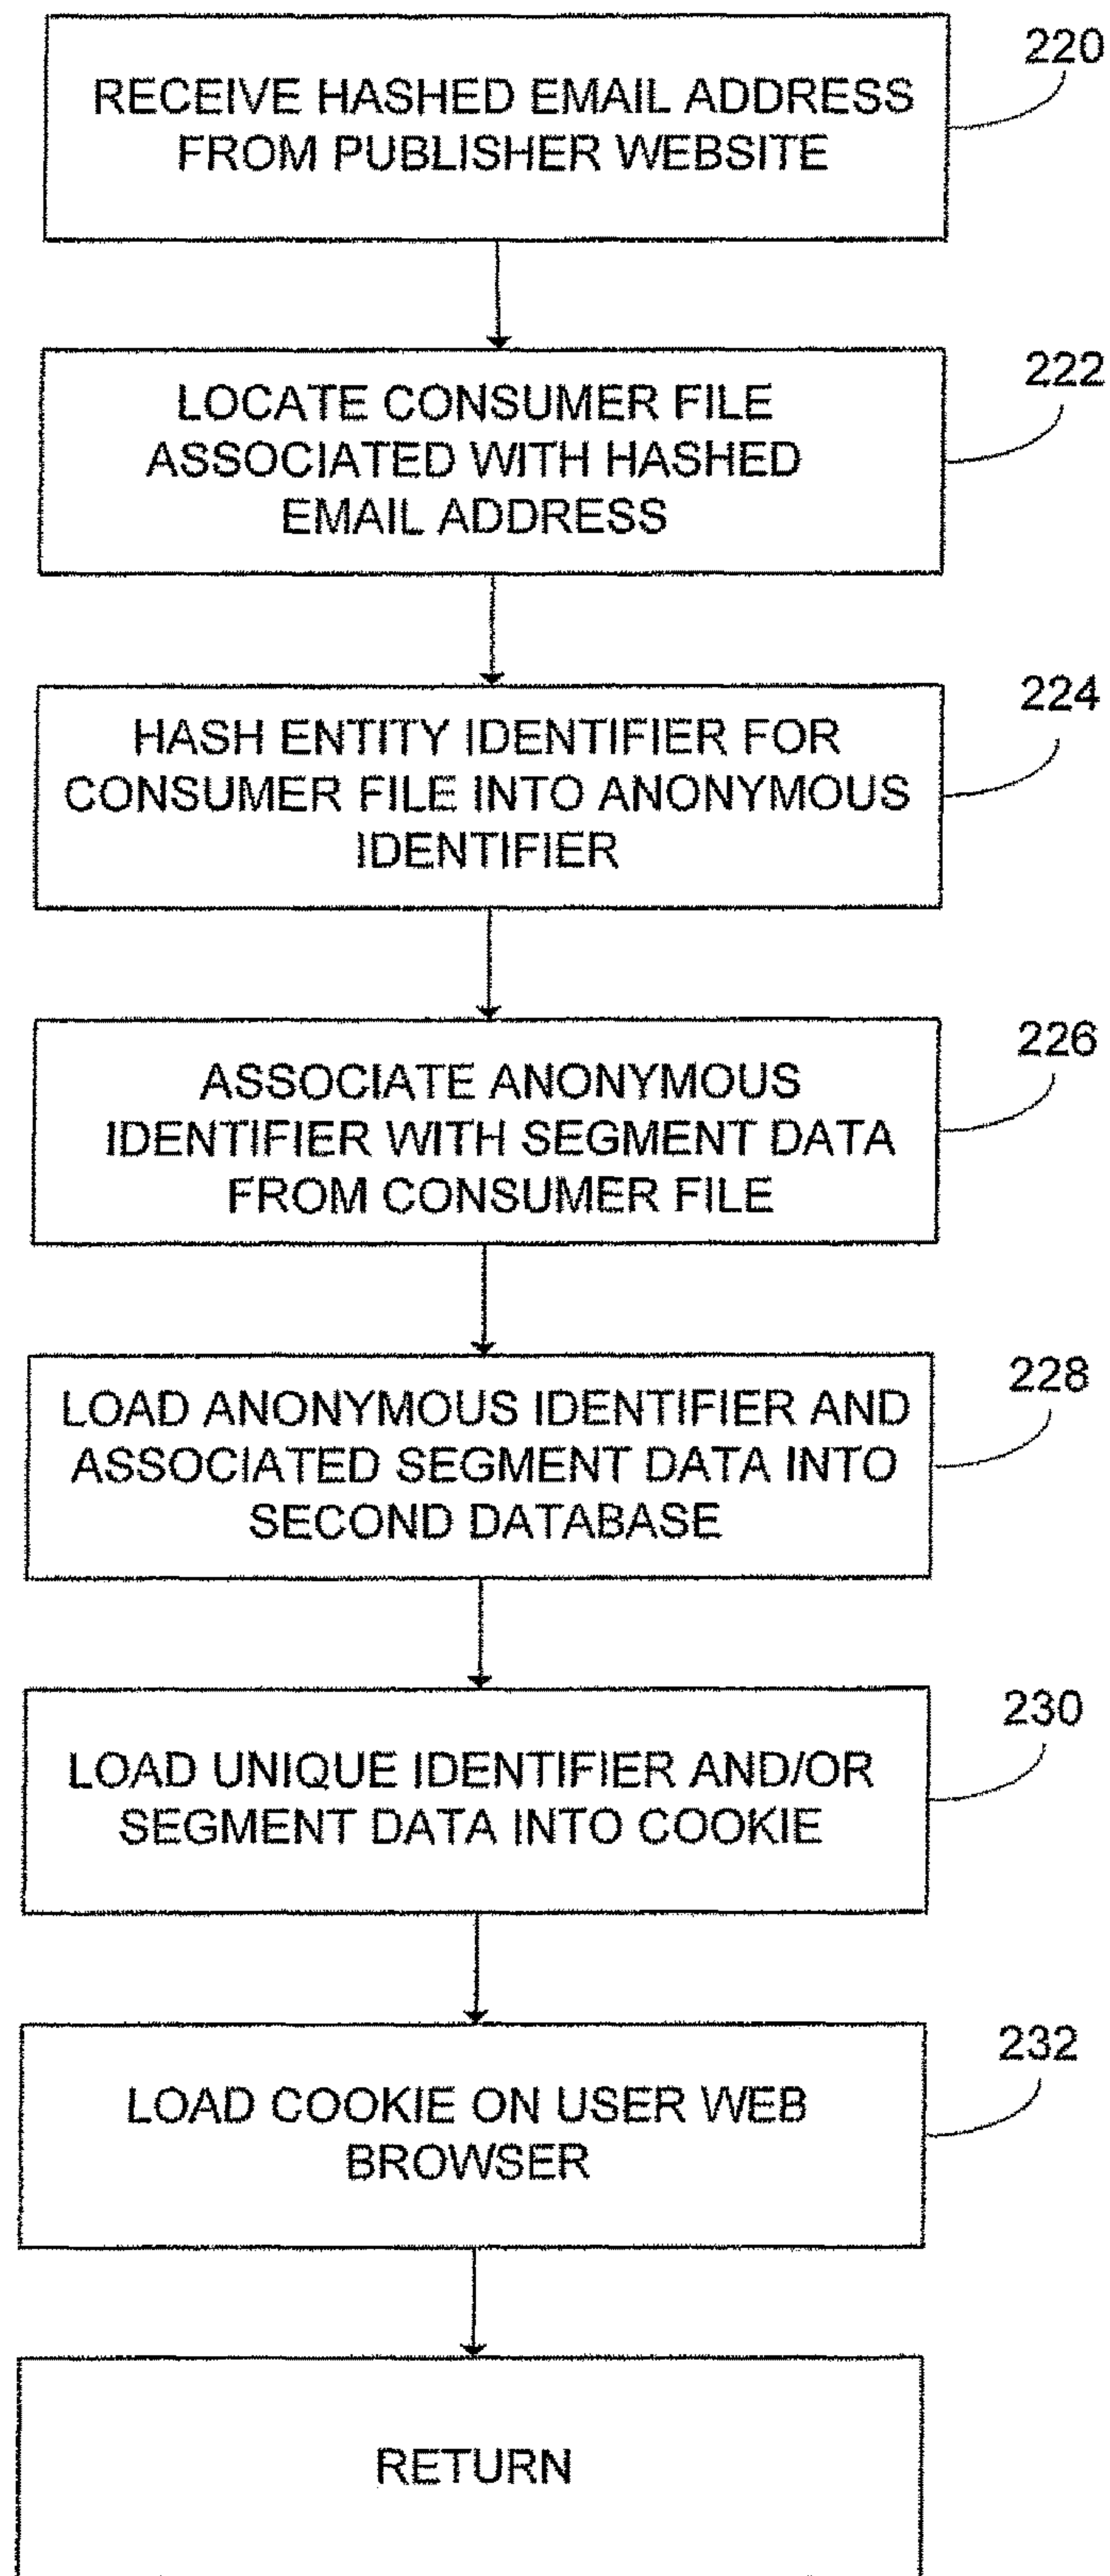 220
RECEIVE HASHED EMAIL ADDRESS
FROM PUBLISHER WEBSITE
222
LOCATE CONSUMER FILE
ASSOCIATED WITH HASHED
EMAIL ADDRESS
224
HASH ENTITY IDENTIFIER FOR
CONSUMER FILE INTO ANONYMOUS
IDENTIFIER
226
ASSOCIATE ANONYMOUS
IDENTIFIER WITH SEGMENT DATA
FROM CONSUMER FILE
228
LOAD ANONYMOUS IDENTIFIER AND
ASSOCIATED SEGMENT DATA INTO
SECOND DATABASE
230
LOAD UNIQUE IDENTIFIER AND/OR
SEGMENT DATA INTO COOKIE
232
LOAD COOKIE ON USER WEB
BROWSER
RETURN